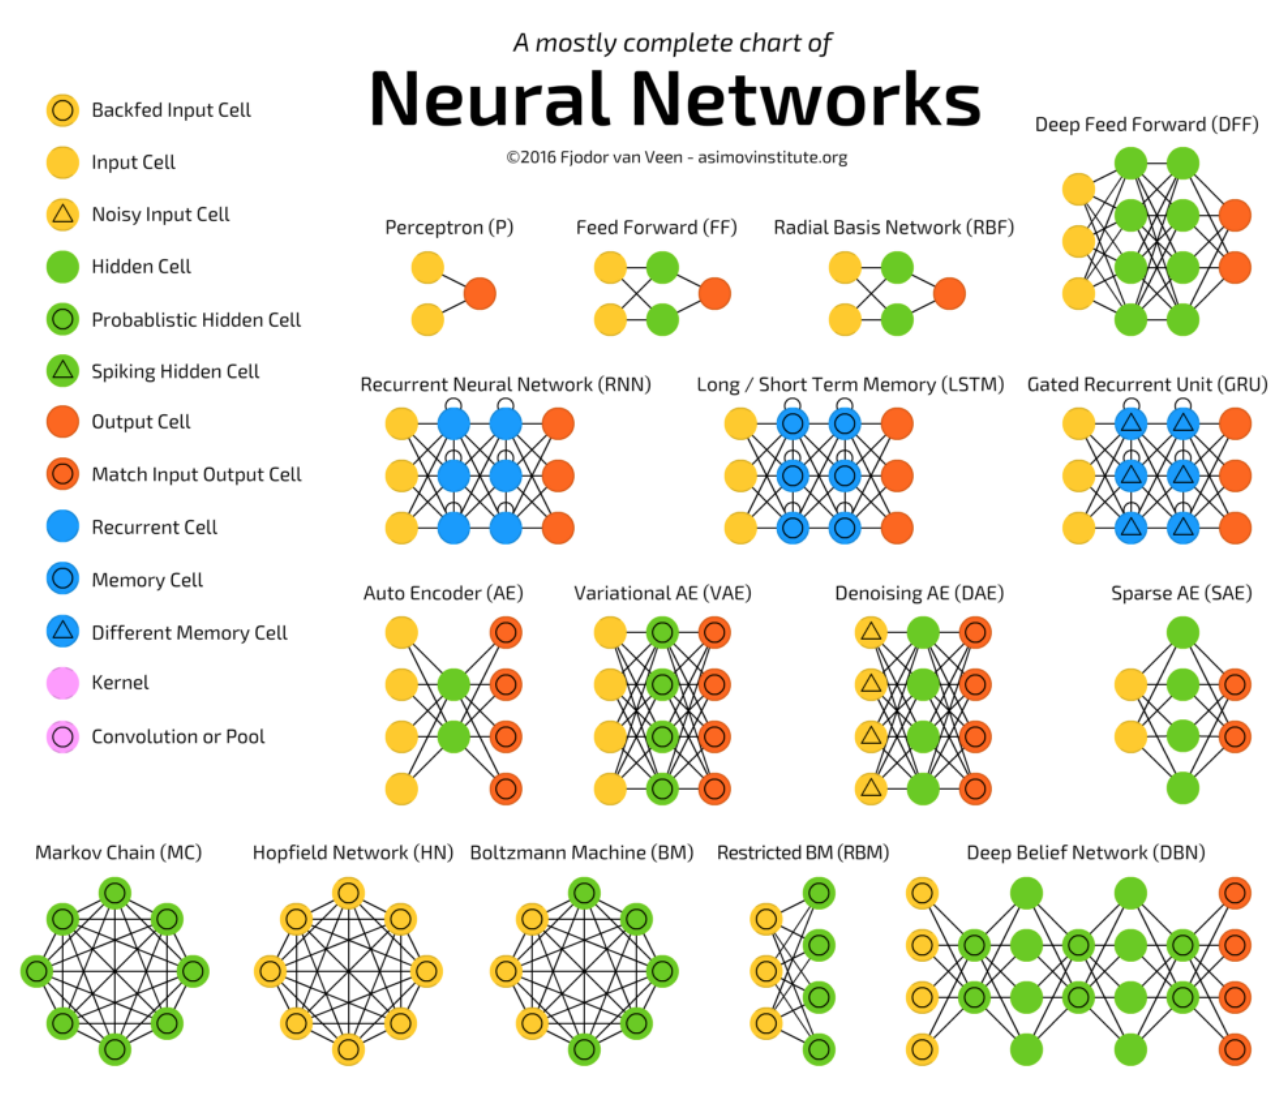 A mostly complete chart of
Neural Networks
©2016 Fjodor van Veen - asimovinstitute.org
Backfed Input Cell
Input Cell
Noisy Input Cell
Hidden Cell
Probablistic Hidden Cell
Spiking Hidden Cell
Output Cell
Match Input Output Cell
Recurrent Cell
Memory Cell
Different Memory Cell
Kernel
Convolution or Pool
Deep Feed Forward (DFF)
Perceptron (P)
Feed Forward (FF)
Radial Basis Network (RBF)
Recurrent Neural Network (RNN)
Long / Short Term Memory (LSTM)
Gated Recurrent Unit (GRU)
Auto Encoder (AE)
Variational AE (VAE)
Denoising AE (DAE)
Sparse AE (SAE)
Markov Chain (MC)
Hopfield Network (HN)
Boltzmann Machine (BM)
Restricted BM (RBM)
Deep Belief Network (DBN)